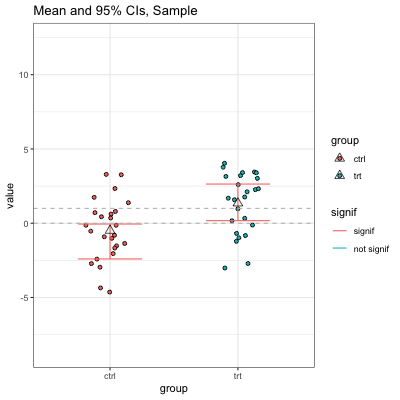 Mean and 95% CIs, Sample
10
5
0
-5
value
ctrl
trt
group
group
ctrl
trt
signif
signif
not signif